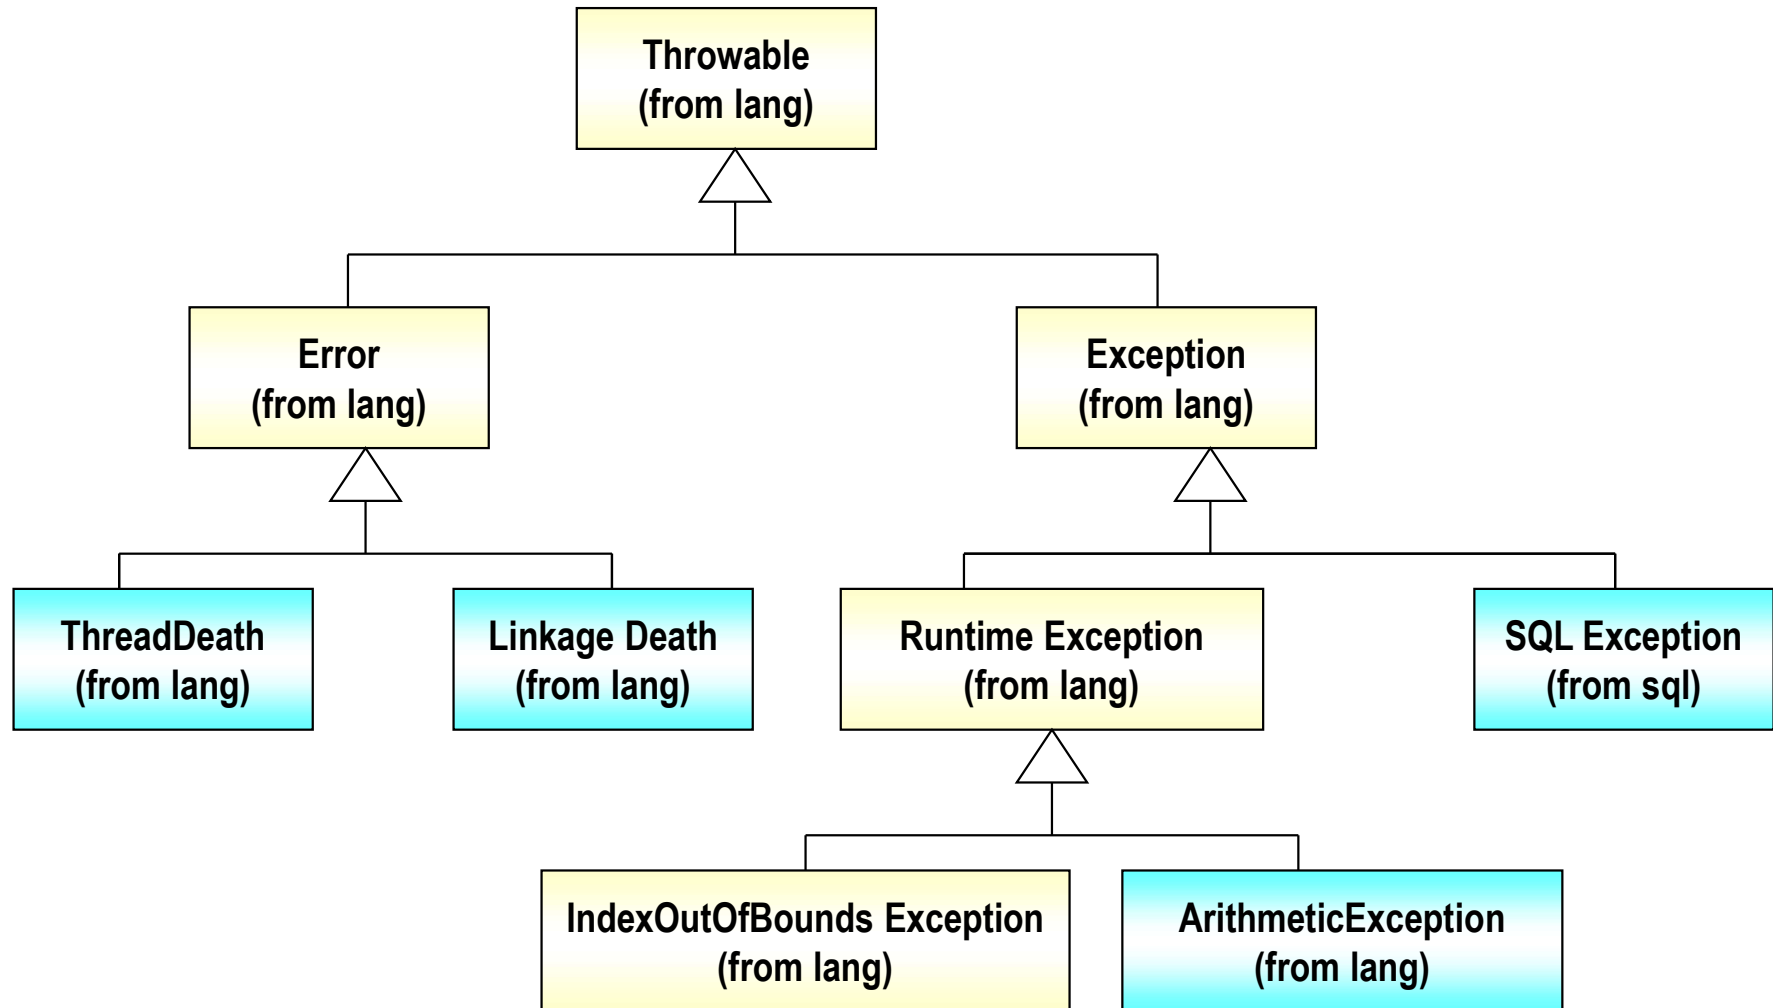 Throwable
(from lang)
Error
(from lang)
Exception
(from lang)
ThreadDeath
(from lang)
Linkage Death
(from lang)
Runtime Exception
(from lang)
SQL Exception
(from sql)
IndexOutOfBounds Exception
(from lang)
ArithmeticException
(from lang)